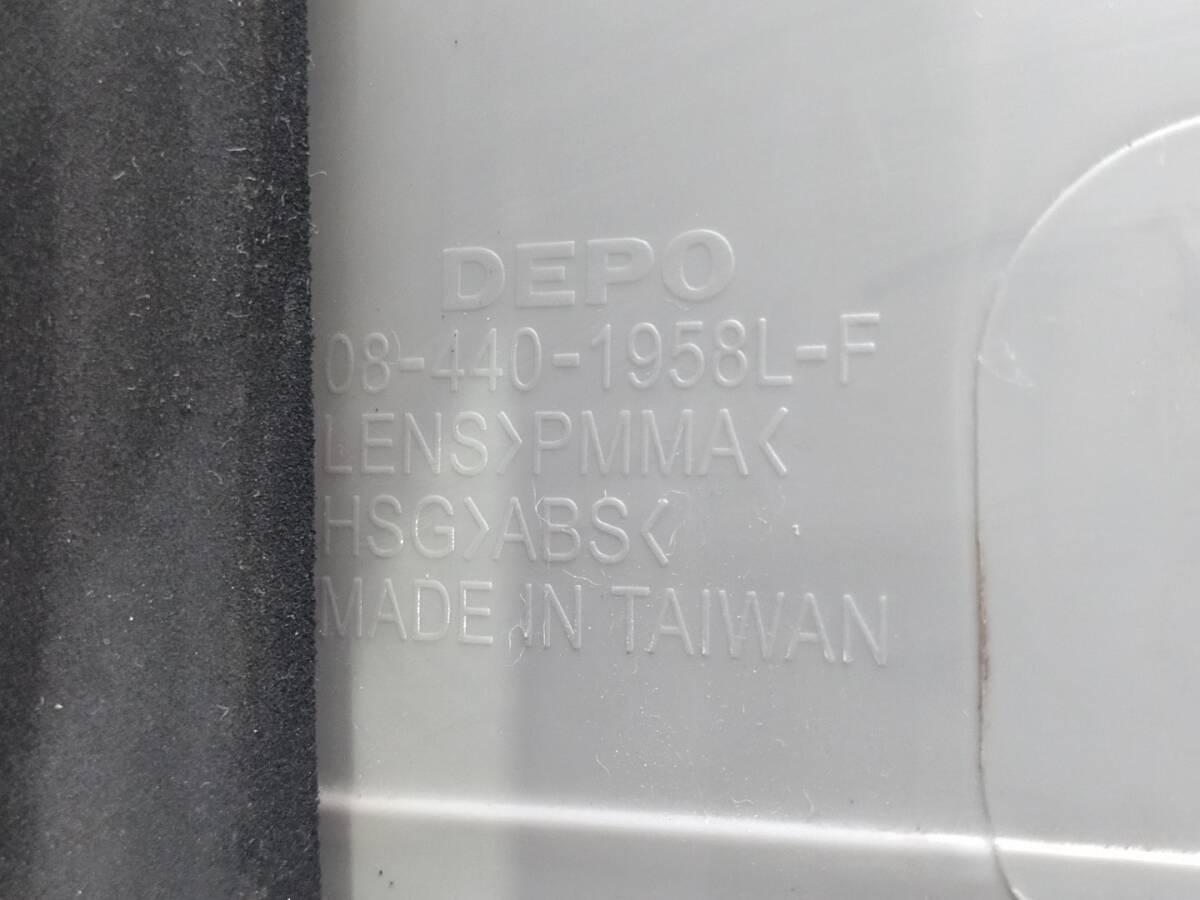 DEPO
08-440-1958L-F
LENS>PMMA<
HSG>ABS<
MADE IN TAIWAN